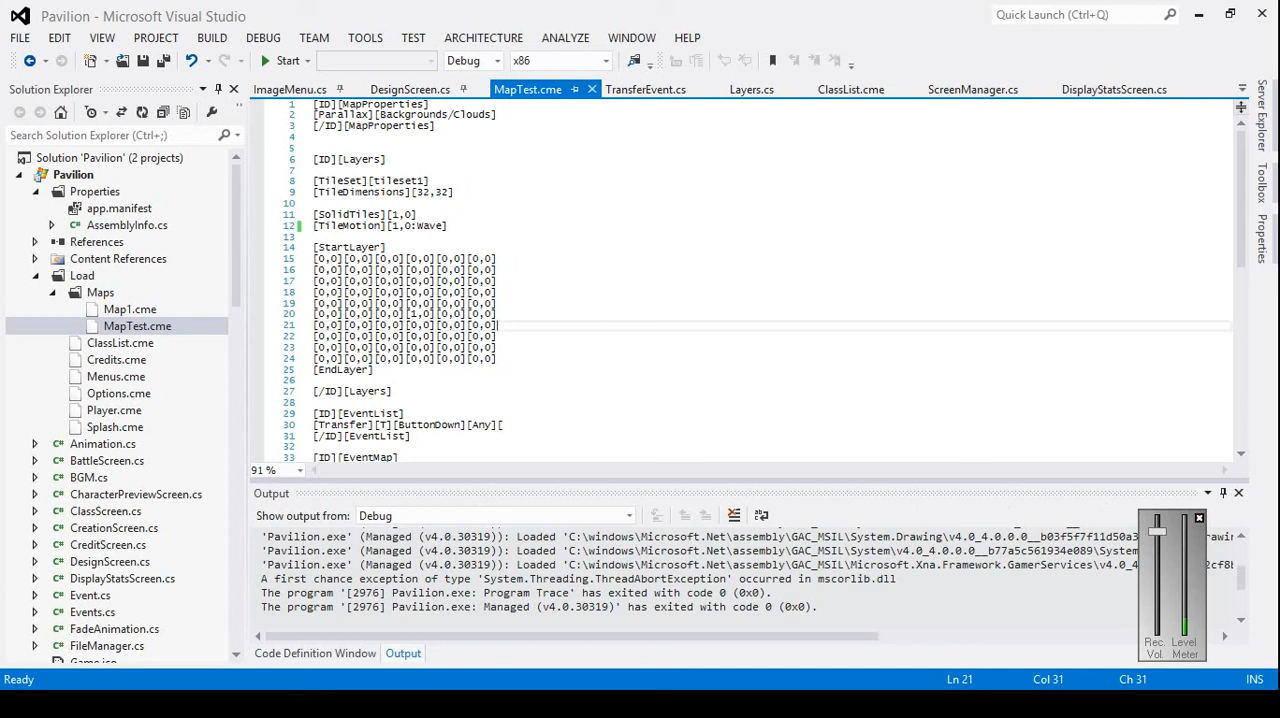 Pavilion - Microsoft Visual Studio
Quick Launch (Ctrl+Q)
FILE EDIT VIEW PROJECT BUILD DEBUG TEAM TOOLS TEST ARCHITECTURE ANALYZE WINDOW HELP
Start Debug x86
Solution Explorer
Search Solution Explorer (Ctrl+;)
Solution 'Pavilion' (2 projects)
Pavilion
Properties
app.manifest
AssemblyInfo.cs
References
Content References
Load
Maps
Map1.cme
MapTest.cme
ClassList.cme
Credits.cme
Menus.cme
Options.cme
Player.cme
Splash.cme
Animation.cs
BattleScreen.cs
BGM.cs
CharacterPreviewScreen.cs
ClassScreen.cs
CreationScreen.cs
CreditScreen.cs
DesignScreen.cs
DisplayStatsScreen.cs
Event.cs
Events.cs
FadeAnimation.cs
FileManager.cs
Game.ico
ImageMenu.cs DesignScreen.cs MapTest.cme TransferEvent.cs Layers.cs ClassList.cme ScreenManager.cs DisplayStatsScreen.cs
1 [ID][MapProperties]
2 [Parallax][Backgrounds/Clouds]
3 [/ID][MapProperties]
4
5
6 [ID][Layers]
7
8 [TileSet][tileset1]
9 [TileDimensions][32,32]
10
11 [SolidTiles][1,0]
12 [TileMotion][1,0:Wave]
13
14 [StartLayer]
15 [0,0][0,0][0,0][0,0][0,0][0,0]
16 [0,0][0,0][0,0][0,0][0,0][0,0]
17 [0,0][0,0][0,0][0,0][0,0][0,0]
18 [0,0][0,0][0,0][0,0][0,0][0,0]
19 [0,0][0,0][0,0][0,0][0,0][0,0]
20 [0,0][0,0][0,0][1,0][0,0][0,0]
21 [0,0][0,0][0,0][0,0][0,0][0,0]
22 [0,0][0,0][0,0][0,0][0,0][0,0]
23 [0,0][0,0][0,0][0,0][0,0][0,0]
24 [0,0][0,0][0,0][0,0][0,0][0,0]
25 [EndLayer]
26
27 [/ID][Layers]
28
29 [ID][EventList]
30 [Transfer][T][ButtonDown][Any][
31 [/ID][EventList]
32
33 [ID][EventMap]
91 %
Output
Show output from: Debug
'Pavilion.exe' (Managed (v4.0.30319)): Loaded 'C:\windows\Microsoft.Net\assembly\GAC_MSIL\System.Drawing\v4.0_4.0.0.0__b03f5f7f11d50a3
'Pavilion.exe' (Managed (v4.0.30319)): Loaded 'C:\windows\Microsoft.Net\assembly\GAC_MSIL\System\v4.0_4.0.0.0__b77a5c561934e089\System
'Pavilion.exe' (Managed (v4.0.30319)): Loaded 'C:\windows\Microsoft.Net\assembly\GAC_MSIL\Microsoft.Xna.Framework.GamerServices\v4.0_4
A first chance exception of type 'System.Threading.ThreadAbortException' occurred in mscorlib.dll
The program '[2976] Pavilion.exe: Program Trace' has exited with code 0 (0x0).
The program '[2976] Pavilion.exe: Managed (v4.0.30319)' has exited with code 0 (0x0).
Code Definition Window Output
Rec. Vol. Level Meter
Server Explorer
Toolbox
Properties
Ready Ln 21 Col 31 Ch 31 INS